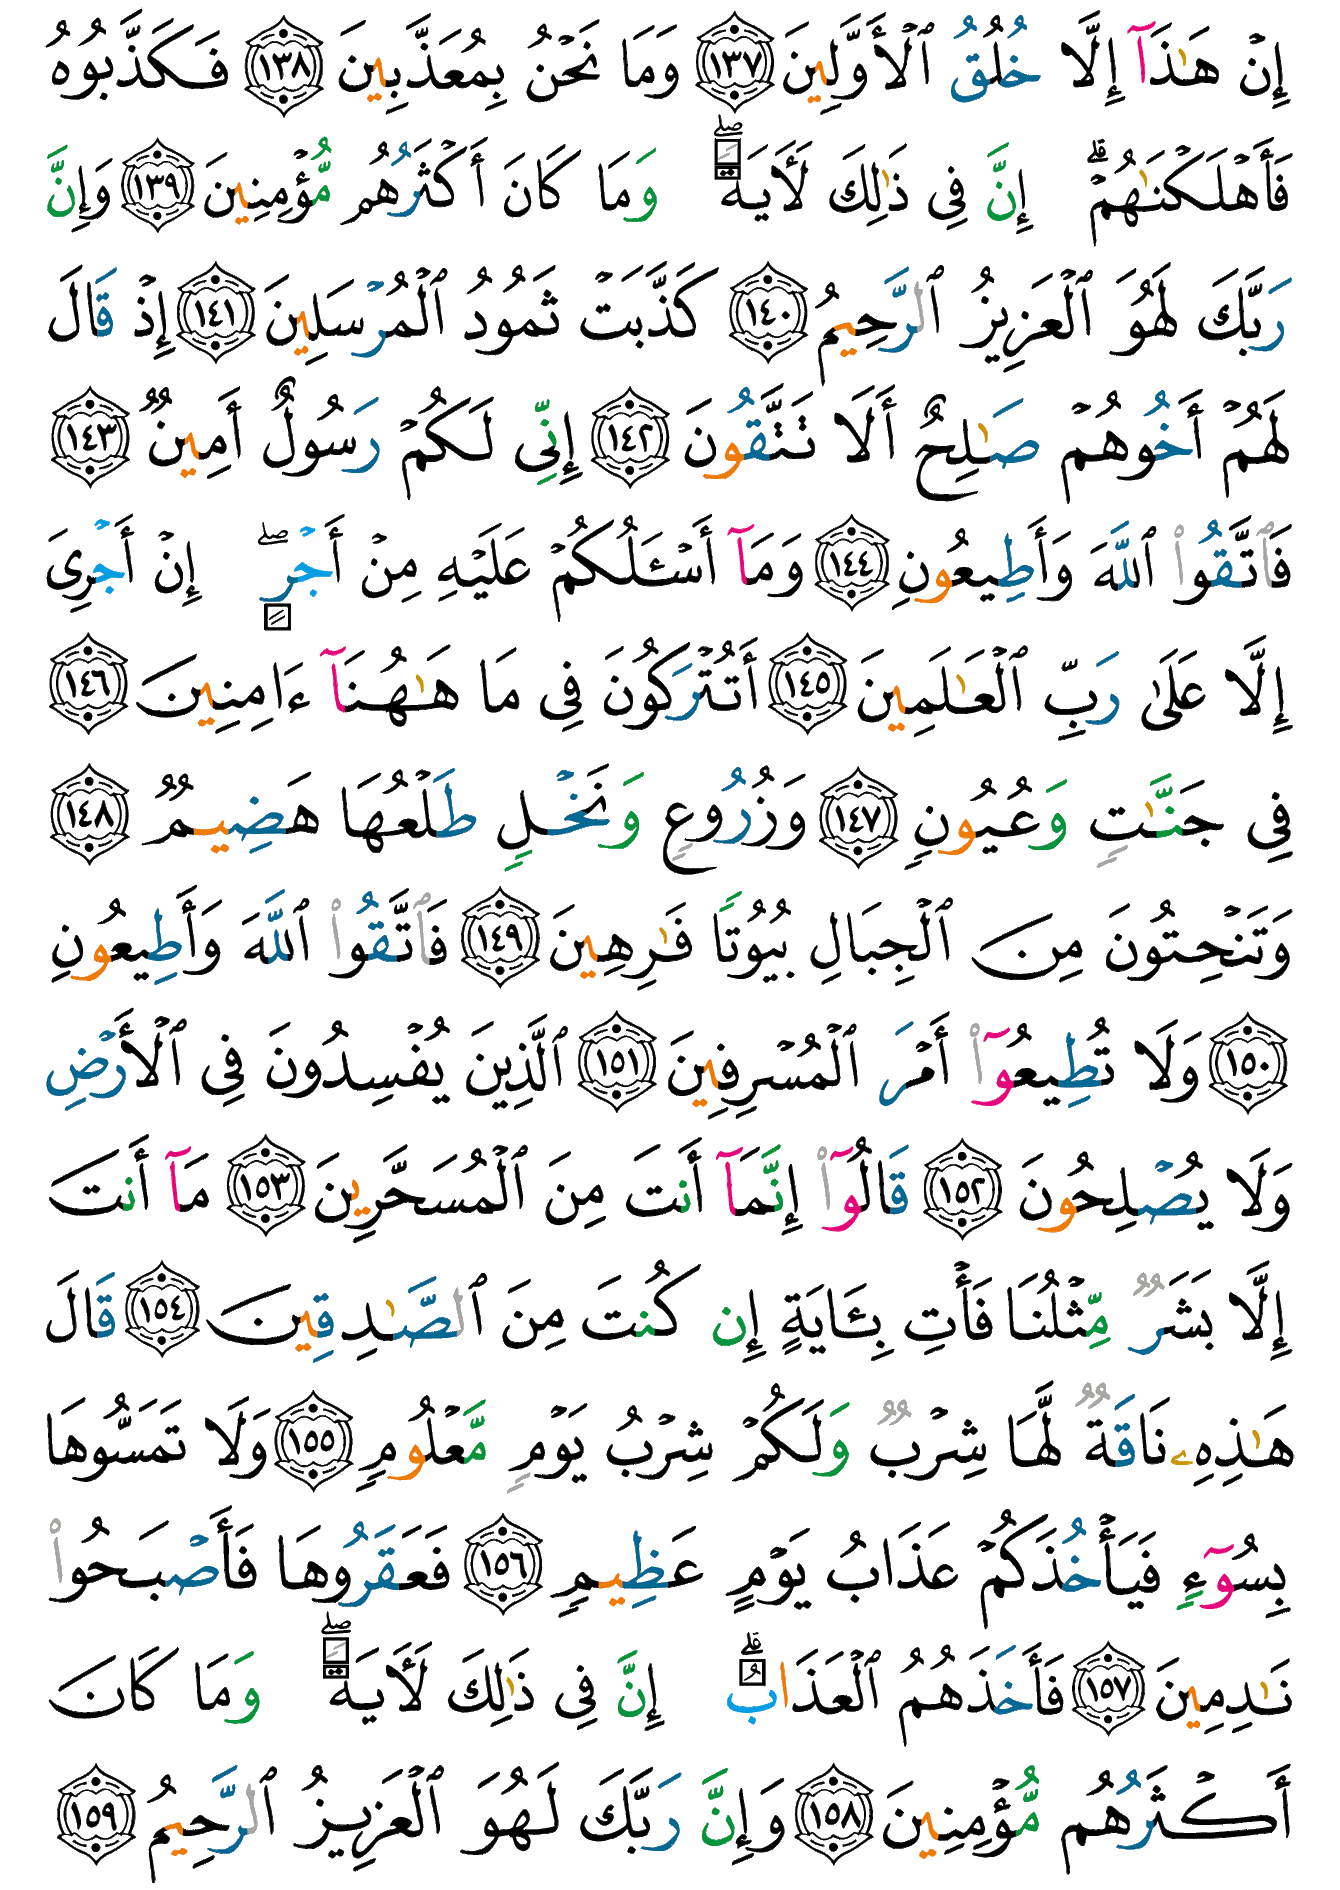 إِنْ هَـٰذَآ إِلَّا خُلُقُ ٱلْأَوَّلِينَ ١٣٧ وَمَا نَحْنُ بِمُعَذَّبِينَ ١٣٨ فَكَذَّبُوهُ
فَأَهْلَكْنَـٰهُمْ ۗ إِنَّ فِى ذَٰلِكَ لَأَيَةً ۖ وَمَا كَانَ أَكْثَرُهُم مُّؤْمِنِينَ ١٣٩ وَإِنَّ
رَبَّكَ لَهُوَ ٱلْعَزِيزُ ٱلرَّحِيمُ ١٤٠ كَذَّبَتْ ثَمُودُ ٱلْمُرْسَلِينَ ١٤١ إِذْ قَالَ
لَهُمْ أَخُوهُمْ صَـٰلِحٌ أَلَا تَتَّقُونَ ١٤٢ إِنِّى لَكُمْ رَسُولٌ أَمِينٌ ١٤٣
فَٱتَّقُوا۟ ٱللَّهَ وَأَطِيعُونِ ١٤٤ وَمَآ أَسْـَٔلُكُمْ عَلَيْهِ مِنْ أَجْرٍ ۖ إِنْ أَجْرِىَ
إِلَّا عَلَىٰ رَبِّ ٱلْعَـٰلَمِينَ ١٤٥ أَتُتْرَكُونَ فِى مَا هَـٰهُنَآ ءَامِنِينَ ١٤٦
فِى جَنَّـٰتٍ وَعُيُونٍ ١٤٧ وَزُرُوعٍ وَنَخْلٍ طَلْعُهَا هَضِيمٌ ١٤٨
وَتَنْحِتُونَ مِنَ ٱلْجِبَالِ بُيُوتًا فَـٰرِهِينَ ١٤٩ فَٱتَّقُوا۟ ٱللَّهَ وَأَطِيعُونِ
١٥٠ وَلَا تُطِيعُوٓا۟ أَمْرَ ٱلْمُسْرِفِينَ ١٥١ ٱلَّذِينَ يُفْسِدُونَ فِى ٱلْأَرْضِ
وَلَا يُصْلِحُونَ ١٥٢ قَالُوٓا۟ إِنَّمَآ أَنتَ مِنَ ٱلْمُسَحَّرِينَ ١٥٣ مَآ أَنتَ
إِلَّا بَشَرٌ مِّثْلُنَا فَأْتِ بِـَٔايَةٍ إِن كُنتَ مِنَ ٱلصَّـٰدِقِينَ ١٥٤ قَالَ
هَـٰذِهِۦ نَاقَةٌ لَّهَا شِرْبٌ وَلَكُمْ شِرْبُ يَوْمٍ مَّعْلُومٍ ١٥٥ وَلَا تَمَسُّوهَا
بِسُوٓءٍ فَيَأْخُذَكُمْ عَذَابُ يَوْمٍ عَظِيمٍ ١٥٦ فَعَقَرُوهَا فَأَصْبَحُوا۟
نَـٰدِمِينَ ١٥٧ فَأَخَذَهُمُ ٱلْعَذَابُ ۗ إِنَّ فِى ذَٰلِكَ لَأَيَةً ۖ وَمَا كَانَ
أَكْثَرُهُم مُّؤْمِنِينَ ١٥٨ وَإِنَّ رَبَّكَ لَهُوَ ٱلْعَزِيزُ ٱلرَّحِيمُ ١٥٩